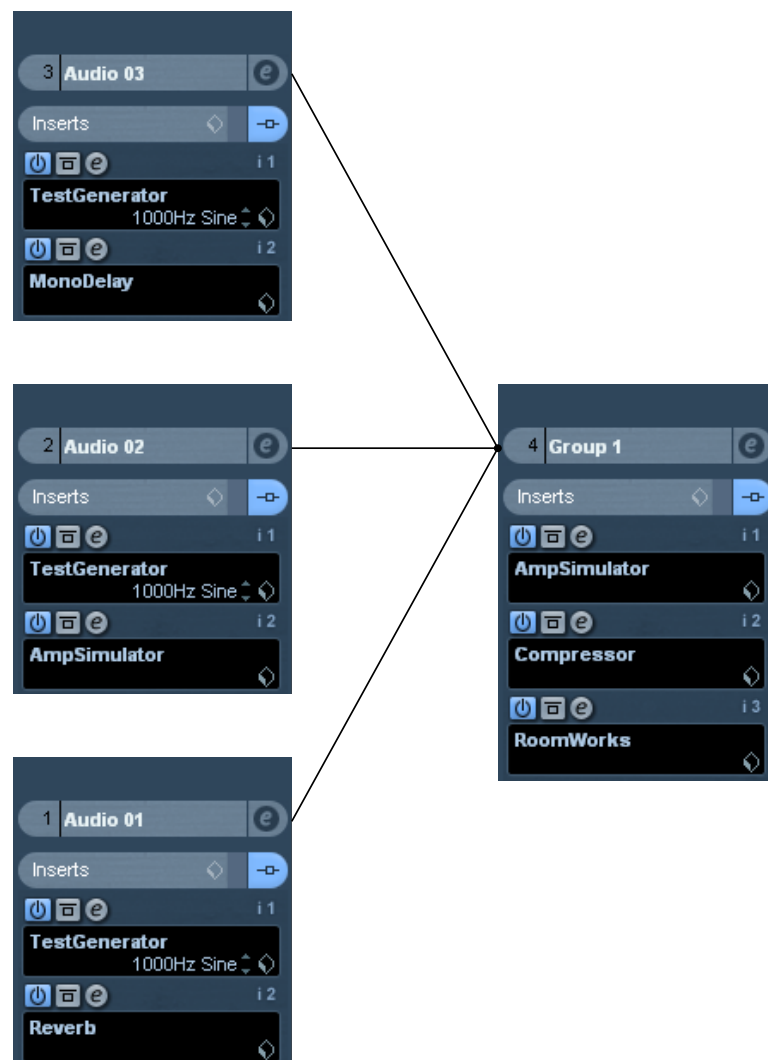 3 Audio 03 e
Inserts
e i 1
TestGenerator
1000Hz Sine
e i 2
MonoDelay
2 Audio 02 e
Inserts
e i 1
TestGenerator
1000Hz Sine
e i 2
AmpSimulator
4 Group 1 e
Inserts
e i 1
AmpSimulator
e i 2
Compressor
e i 3
RoomWorks
1 Audio 01 e
Inserts
e i 1
TestGenerator
1000Hz Sine
e i 2
Reverb